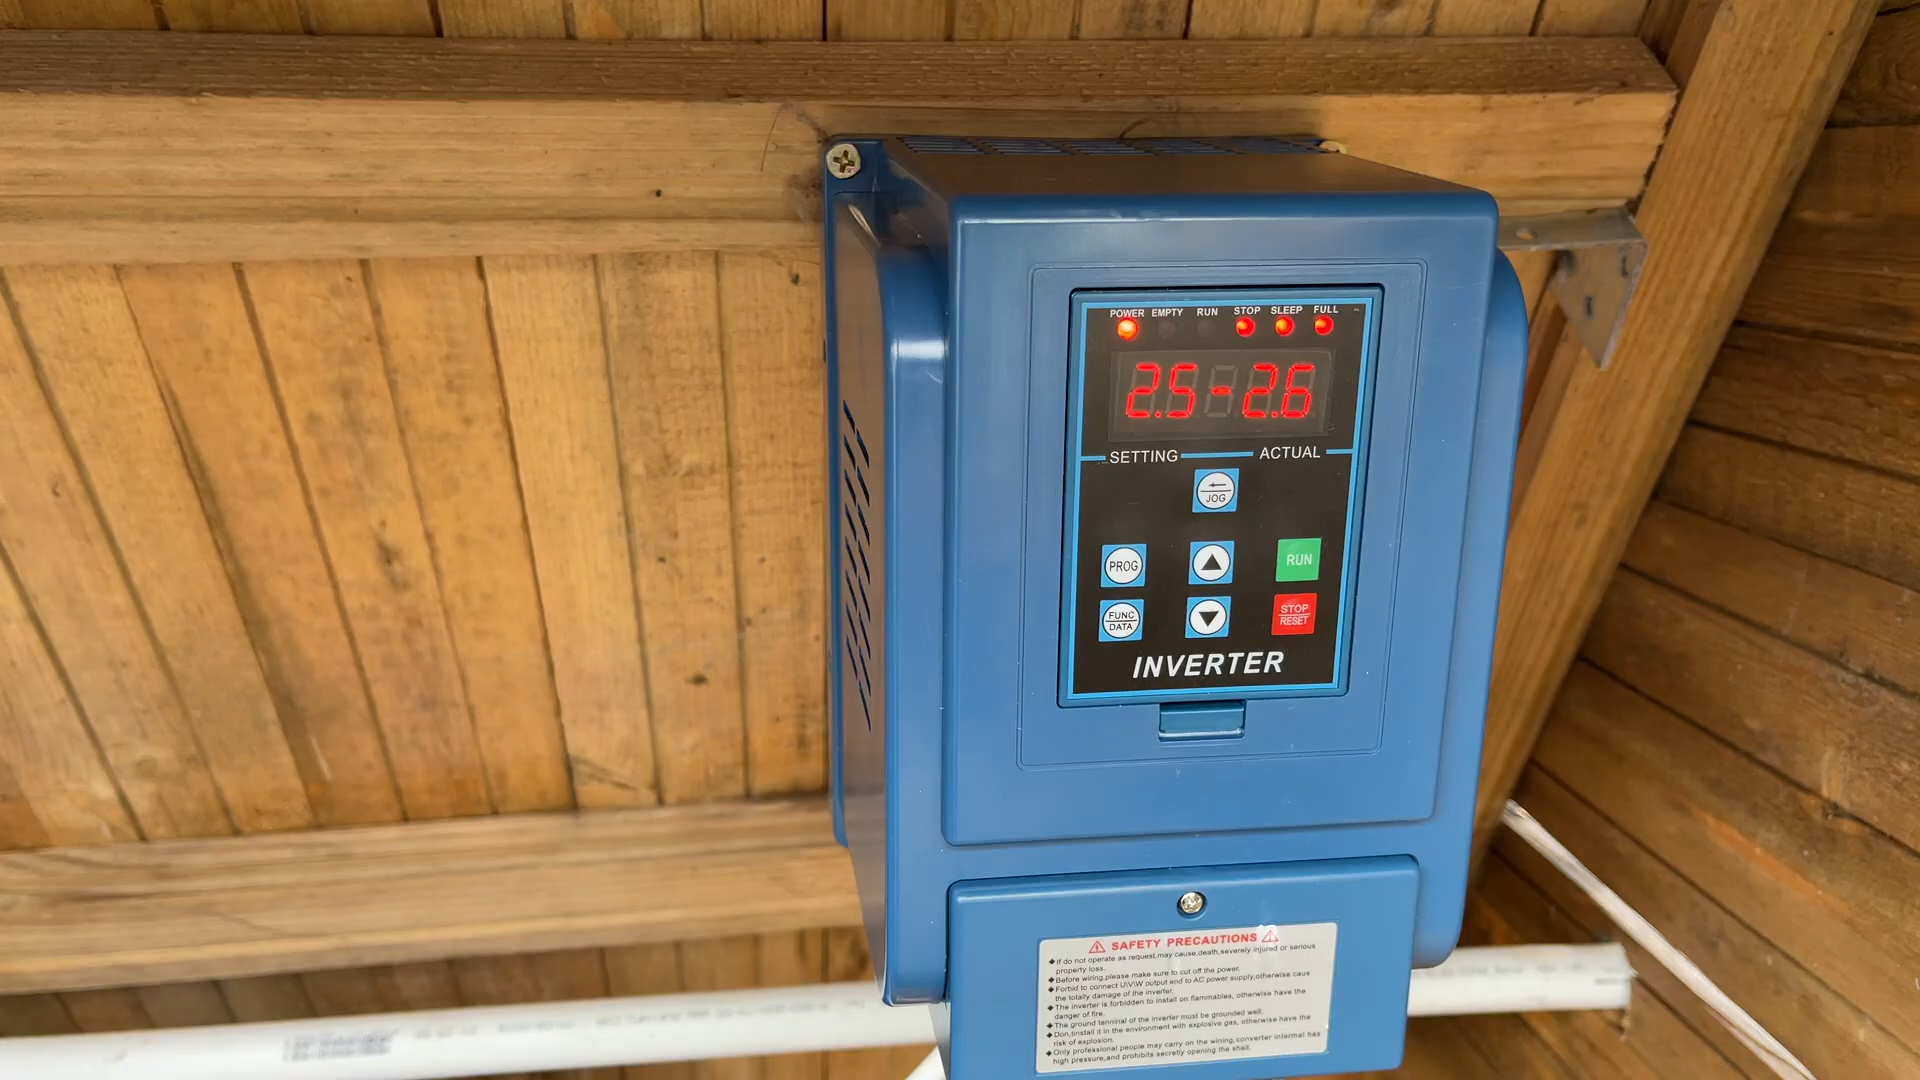 POWER EMPTY RUN STOP SLEEP FULL
2.5-2.6
SETTING ACTUAL
JOG
PROG RUN
FUNC DATA STOP RESET
INVERTER
SAFETY PRECAUTIONS
◆If do not operate as request,may cause,death,severely injured or serious
property loss.
◆Before wiring,please make sure to cut off the power.
◆Forbid to connect U\V\W output end to AC power supply,otherwise caus
the totally damage of the inverter.
◆The inverter is forbidden to install on flammables, otherwise have the
danger of fire.
◆The ground tenninal of the inverter must be grounded well.
◆Don,tinstall it in the environment with explosive gas, otherwise have the
risk of explosion.
◆Only professional people may carry on the wining,converter intermal has
high pressure,and prohibits secretly opening the shell.